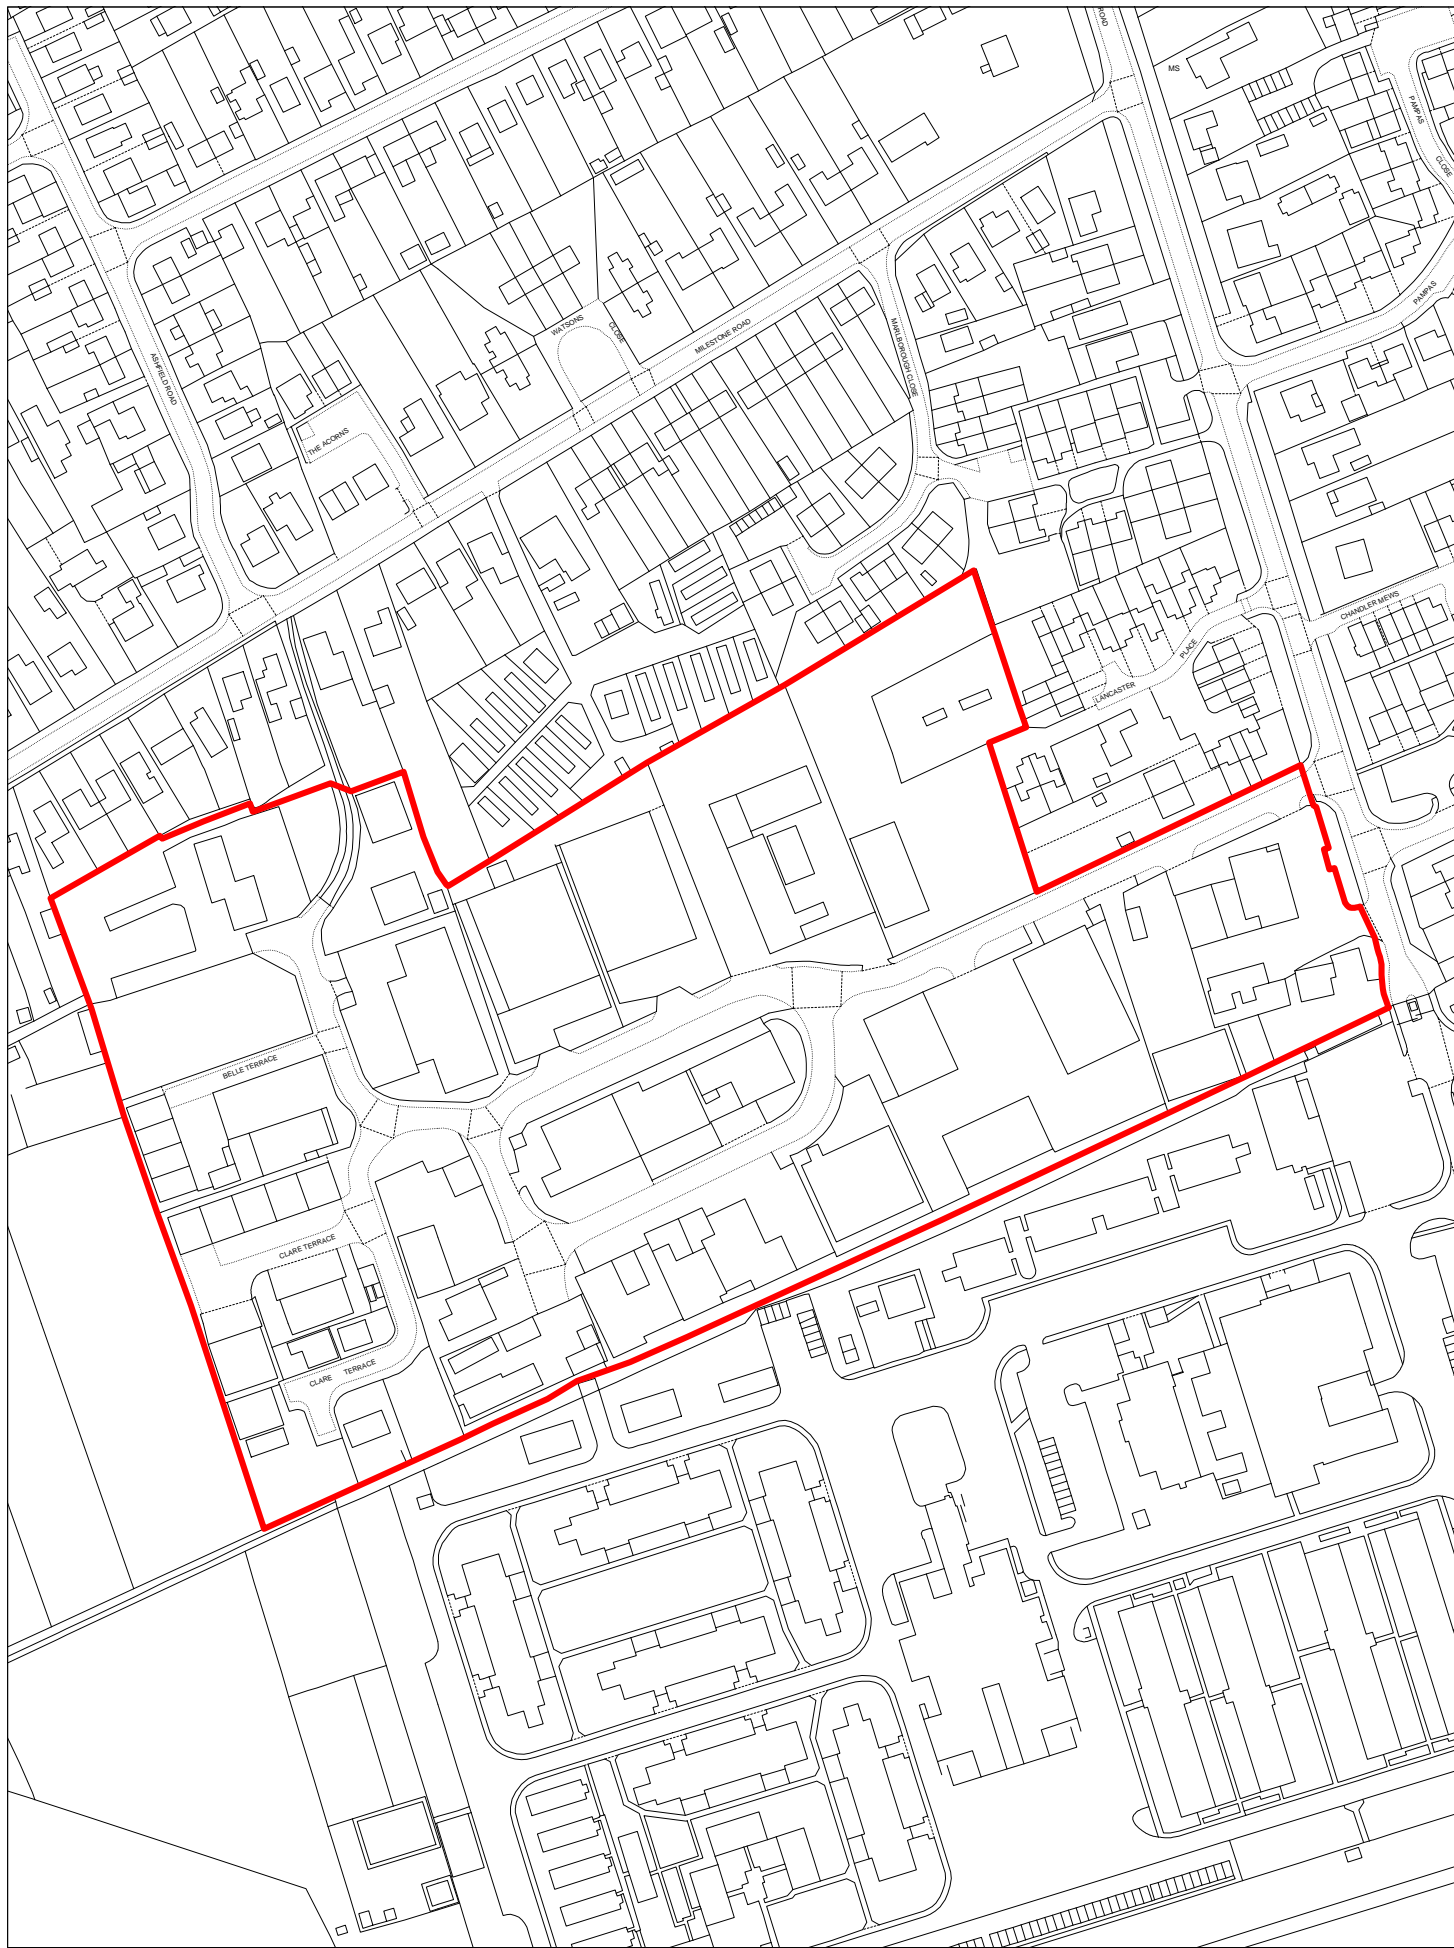 ROAD
MS
PAMPAS
CLOSE
PAMPAS
WATSONS
CLOSE
MILESTONE ROAD
MARLBOROUGH CLOSE
ASHFIELD ROAD
THE ACORNS
CHANDLER MEWS
PLACE
LANCASTER
BELLE TERRACE
CLARE TERRACE
CLARE TERRACE